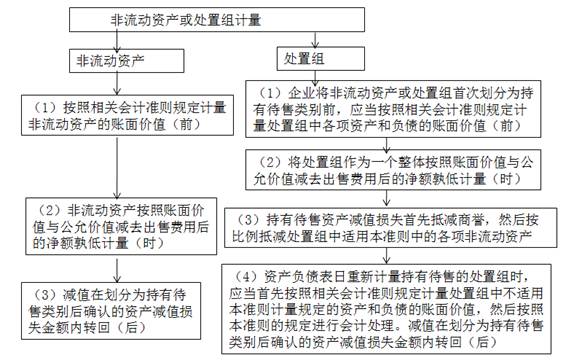 非流动资产或处置组计量
非流动资产
处置组
（1）按照相关会计准则规定计量
非流动资产的账面价值（前）
（2）非流动资产按照账面价
值与公允价值减去出售费用后
的净额孰低计量（时）
（3）减值在划分为持有待售
类别后确认的资产减值损
失金额内转回（后）
（1）企业将非流动资产或处置组首次划分为
持有待售类别前，应当按照相关会计准则规定计
量处置组中各项资产和负债的账面价值（前）
（2）将处置组作为一个整体按照账面价值与公
允价值减去出售费用后的净额孰低计量（时）
（3）持有待售资产减值损失首先抵减商誉，然后按
比例抵减处置组中适用本准则中的各项非流动资产
（4）资产负债表日重新计量持有待售的处置组时，
应当首先按照相关会计准则规定计量处置组中不适用
本准则计量规定的资产和负债的账面价值，然后按照
本准则的规定进行会计处理。减值在划分为持有待售
类别后确认的资产减值损失金额内转回（后）